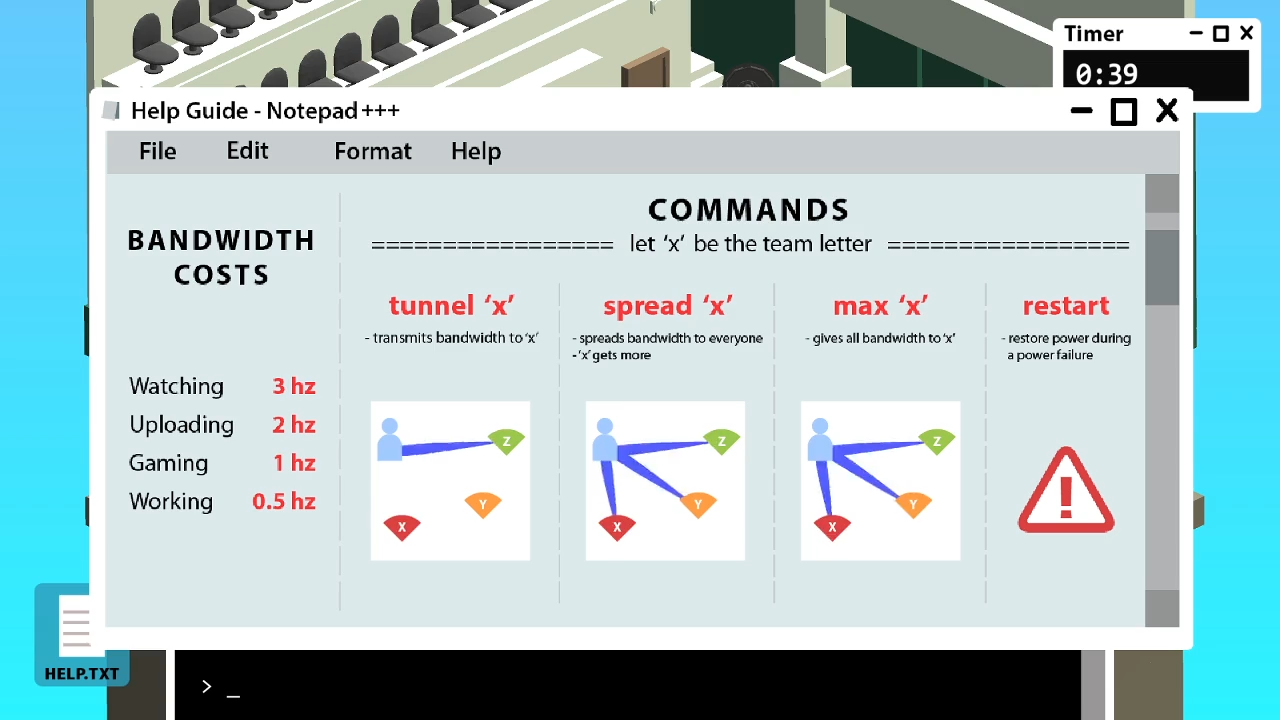 Timer
0:39
Help Guide - Notepad+++
File Edit Format Help
BANDWIDTH
COSTS
Watching 3 hz
Uploading 2 hz
Gaming 1 hz
Working 0.5 hz
COMMANDS
================= let ‘x’ be the team letter =================
tunnel ‘x’
- transmits bandwidth to ‘x’
Z
Y
X
spread ‘x’
- spreads bandwidth to everyone
- ‘x’ gets more
Z
Y
X
max ‘x’
- gives all bandwidth to ‘x’
Z
Y
X
restart
- restore power during
a power failure
!
HELP.TXT
> _